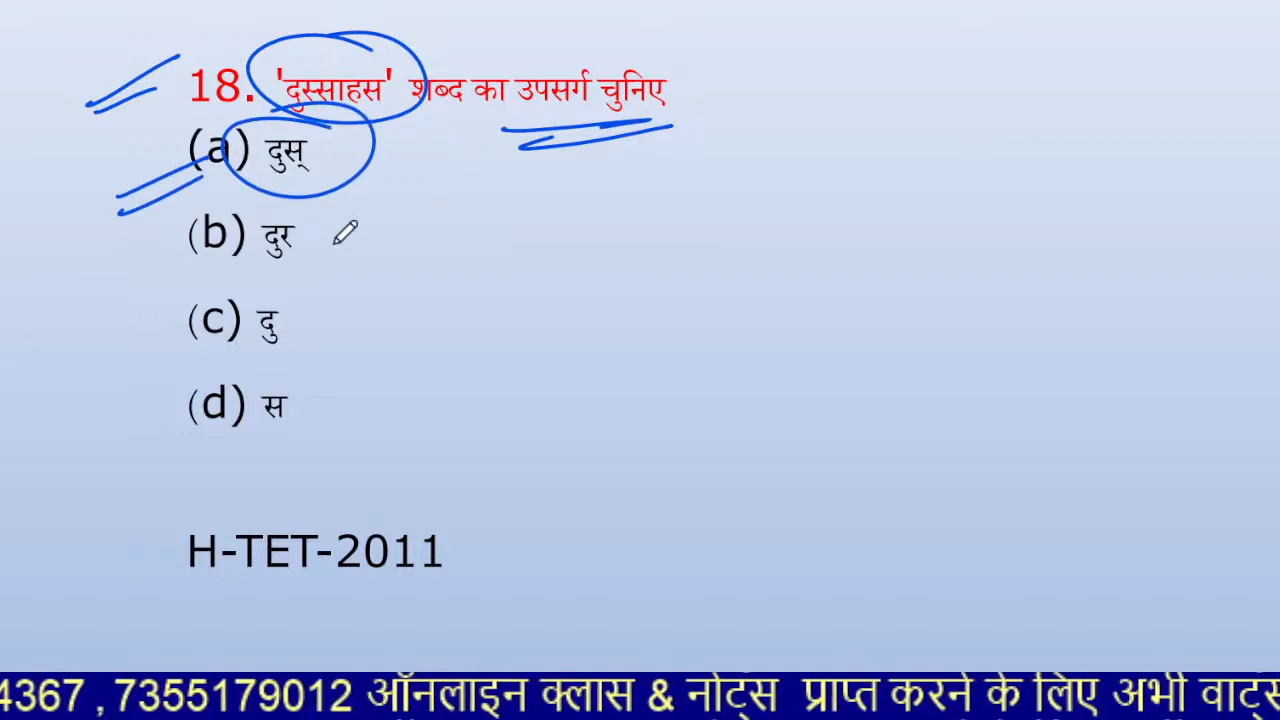 18. 'दुस्साहस' शब्द का उपसर्ग चुनिए
(a) दुस्
(b) दुर
(c) दु
(d) स
H-TET-2011
4367 , 7355179012 ऑनलाइन क्लास & नोट्स प्राप्त करने के लिए अभी वाट्स